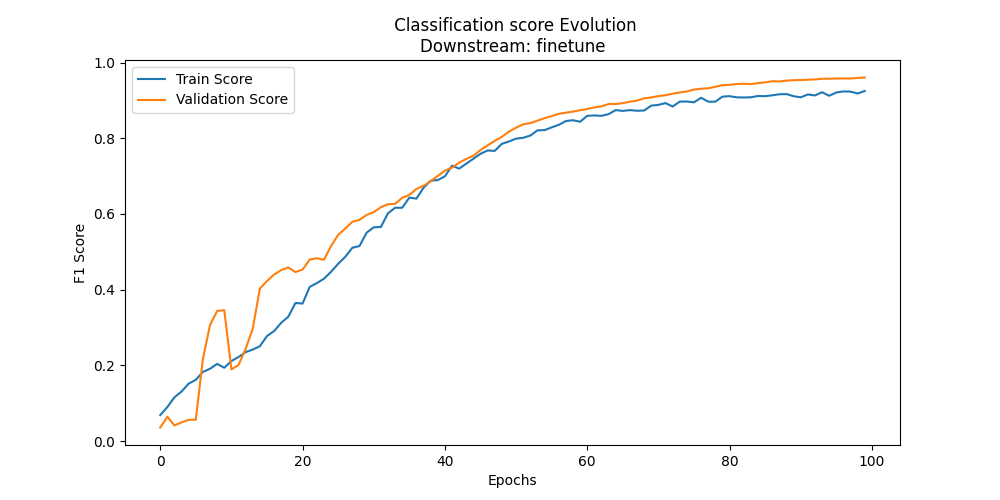 Classification score Evolution
Downstream: finetune
Train Score
Validation Score
F1 Score
1.0
0.8
0.6
0.4
0.2
0.0
0
20
40
60
80
100
Epochs